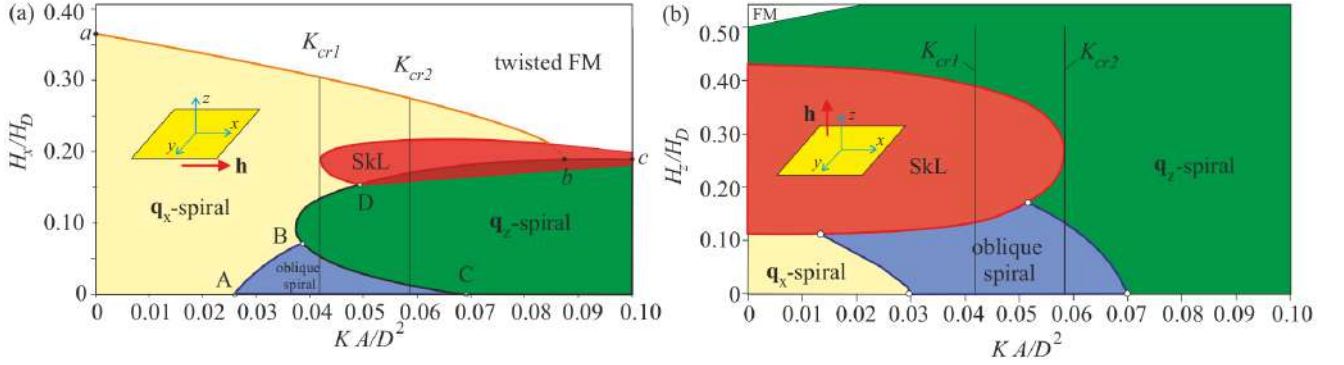 (a)
0.40
0.30
0.20
0.10
0
H_x/H_D
a
K_cr1
K_cr2
twisted FM
z
x
y
h
SkL
b
c
D
q_x-spiral
q_z-spiral
B
A
oblique
spiral
C
0 0.01 0.02 0.03 0.04 0.05 0.06 0.07 0.08 0.09 0.10
K A/D²
(b)
FM
0.50
0.40
0.30
0.20
0.10
0
H_z/H_D
K_cr1
K_cr2
h
z
x
y
SkL
q_z-spiral
oblique
spiral
q_x-spiral
0 0.01 0.02 0.03 0.04 0.05 0.06 0.07 0.08 0.09 0.10
K A/D²